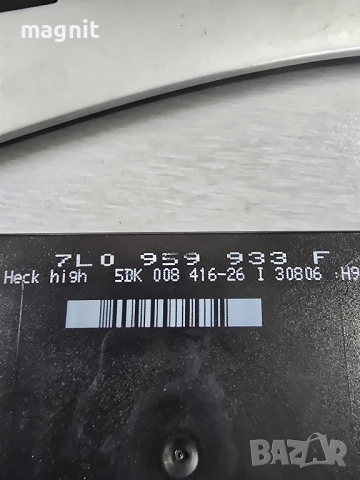 magnit
7L0 959 933 F
Heck high 5DK 008 416-26 I 30806 :H9
BAZAR